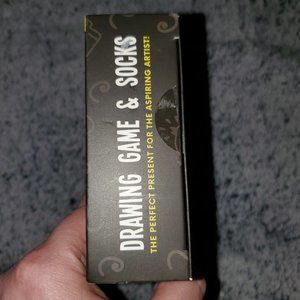 DRAWING GAME & SOCKS
THE PERFECT PRESENT FOR THE ASPIRING ARTIST!